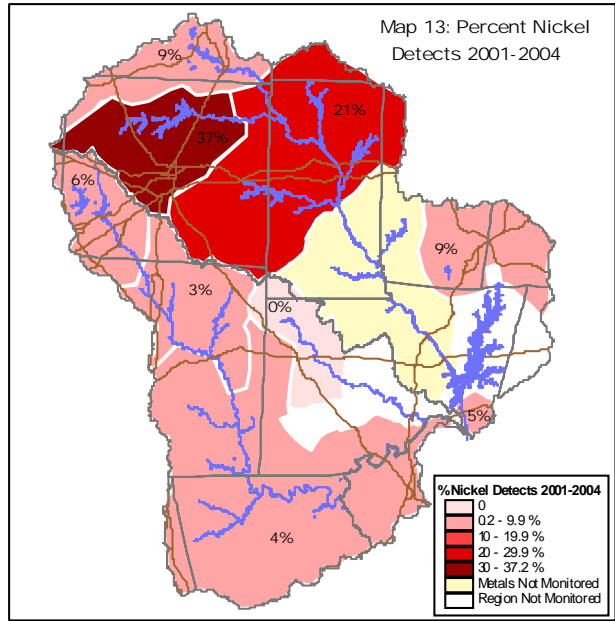 Map 13: Percent Nickel
Detects 2001-2004
9%
21%
37%
6%
9%
3%
0%
5%
4%
%Nickel Detects 2001-2004
0
0.2 - 9.9 %
10 - 19.9 %
20 - 29.9 %
30 - 37.2 %
Metals Not Monitored
Region Not Monitored